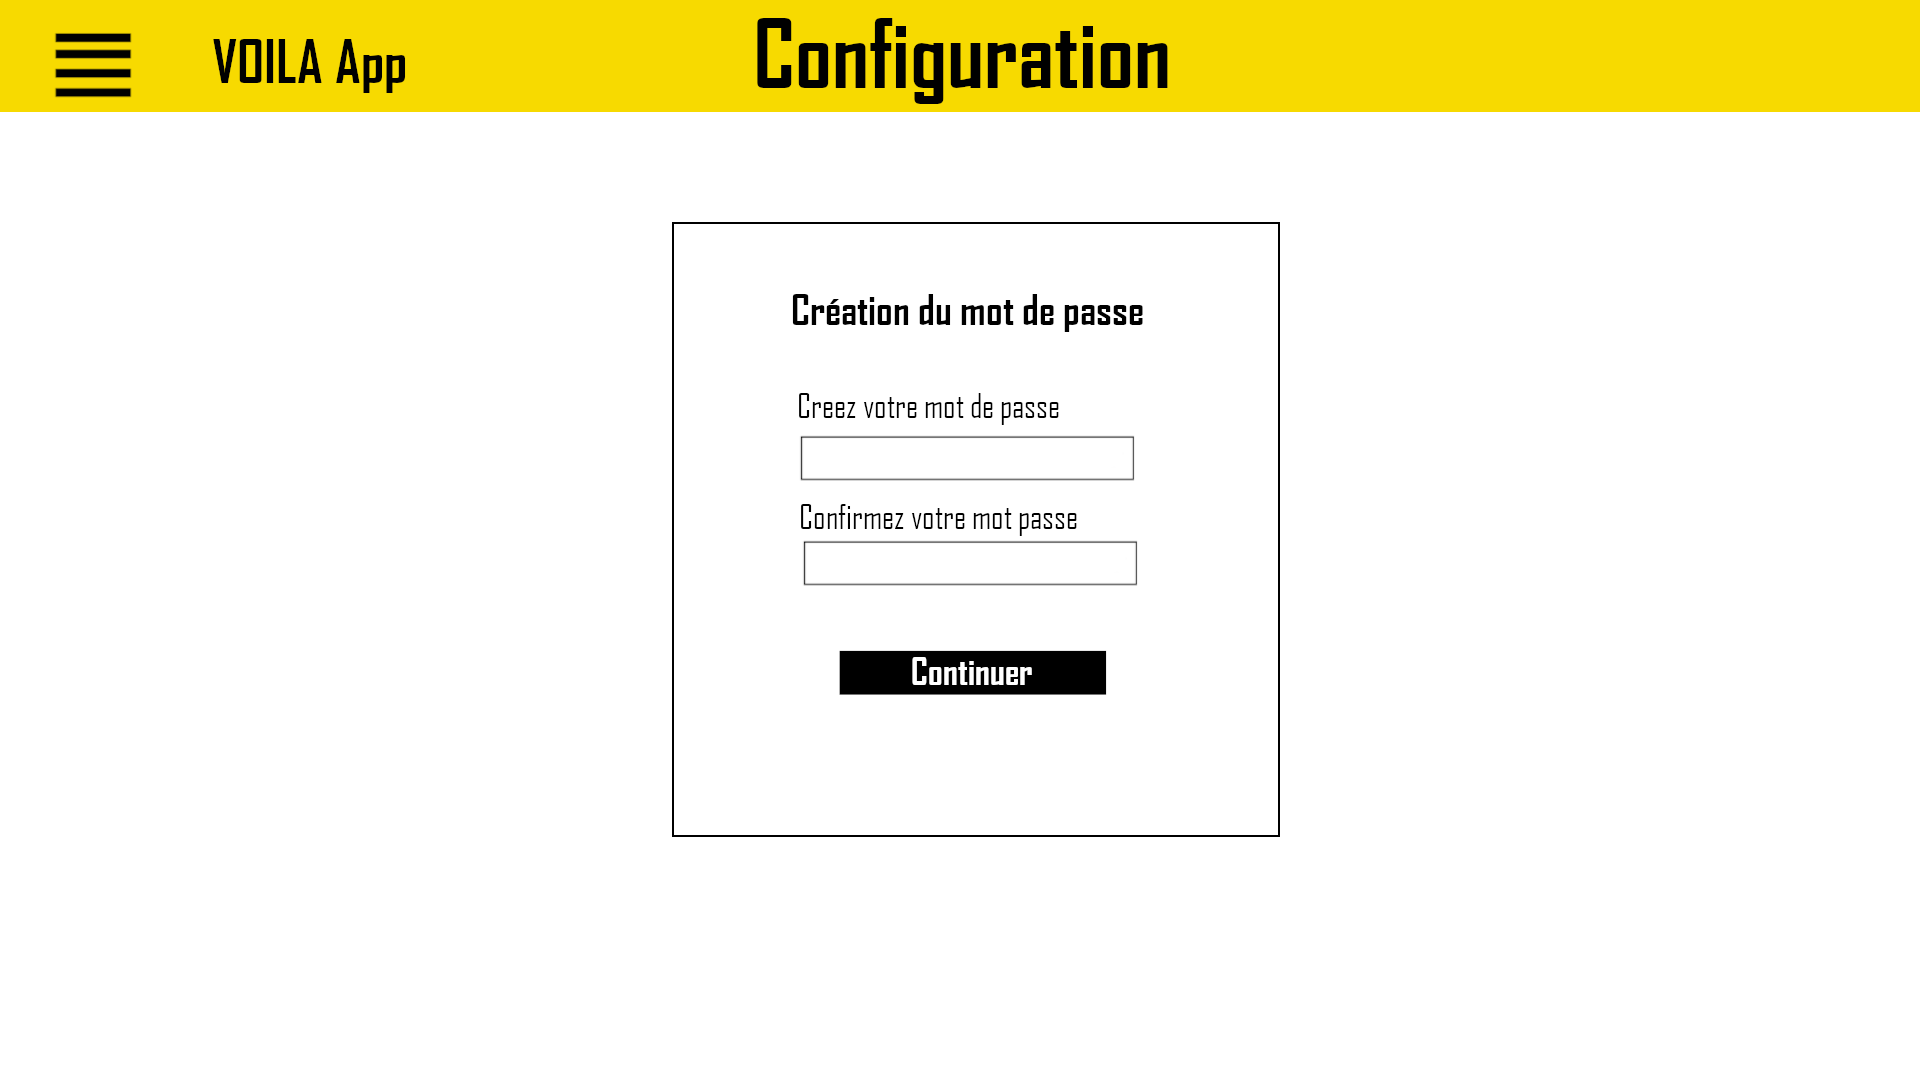 VOILA App
Configuration
Création du mot de passe
Creez votre mot de passe
Confirmez votre mot passe
Continuer